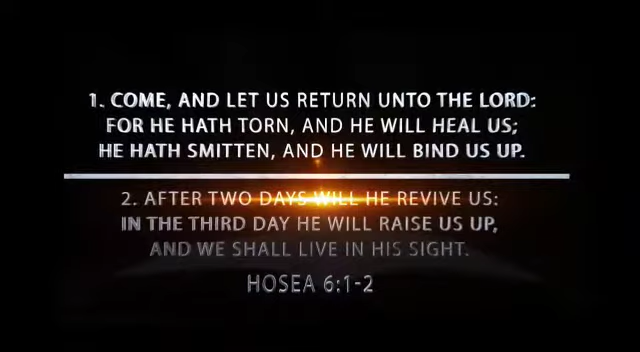 1. COME, AND LET US RETURN UNTO THE LORD:
FOR HE HATH TORN, AND HE WILL HEAL US;
HE HATH SMITTEN, AND HE WILL BIND US UP.
2. AFTER TWO DAYS WILL HE REVIVE US:
IN THE THIRD DAY HE WILL RAISE US UP,
AND WE SHALL LIVE IN HIS SIGHT.
HOSEA 6:1-2